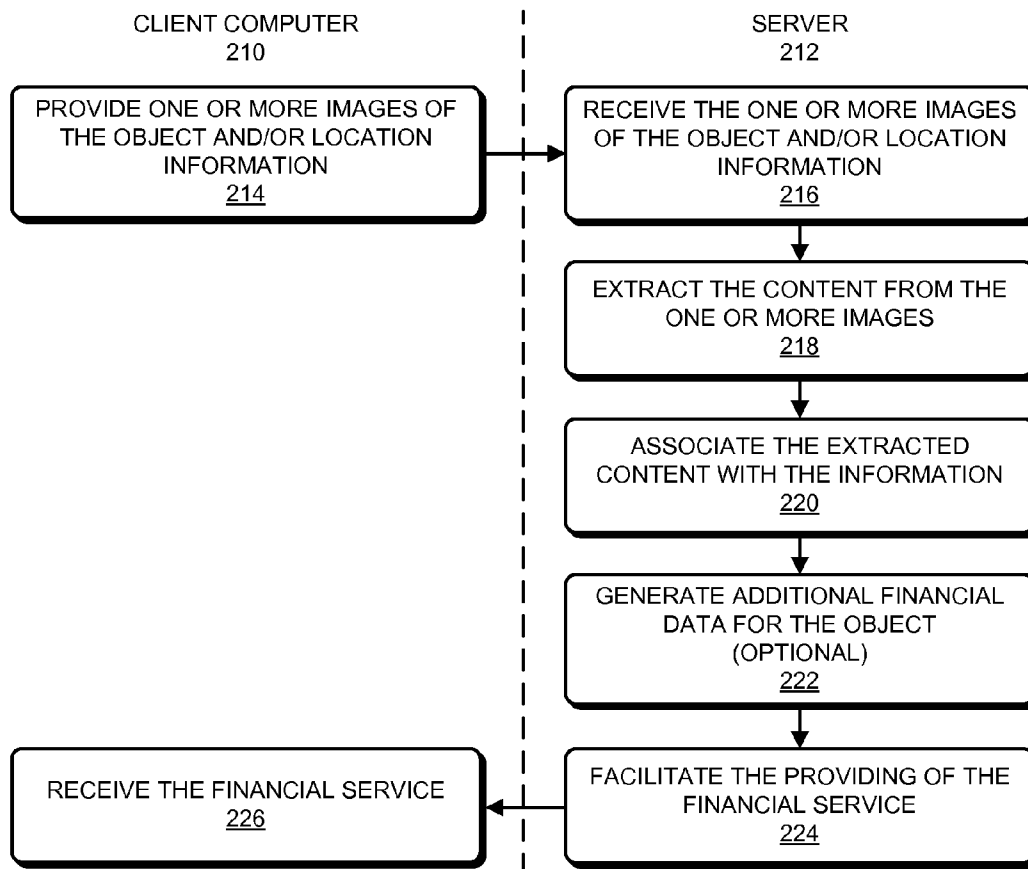 CLIENT COMPUTER
210
SERVER
212
PROVIDE ONE OR MORE IMAGES OF
THE OBJECT AND/OR LOCATION
INFORMATION
214
RECEIVE THE ONE OR MORE IMAGES
OF THE OBJECT AND/OR LOCATION
INFORMATION
216
EXTRACT THE CONTENT FROM THE
ONE OR MORE IMAGES
218
ASSOCIATE THE EXTRACTED
CONTENT WITH THE INFORMATION
220
GENERATE ADDITIONAL FINANCIAL
DATA FOR THE OBJECT
(OPTIONAL)
222
FACILITATE THE PROVIDING OF THE
FINANCIAL SERVICE
224
RECEIVE THE FINANCIAL SERVICE
226